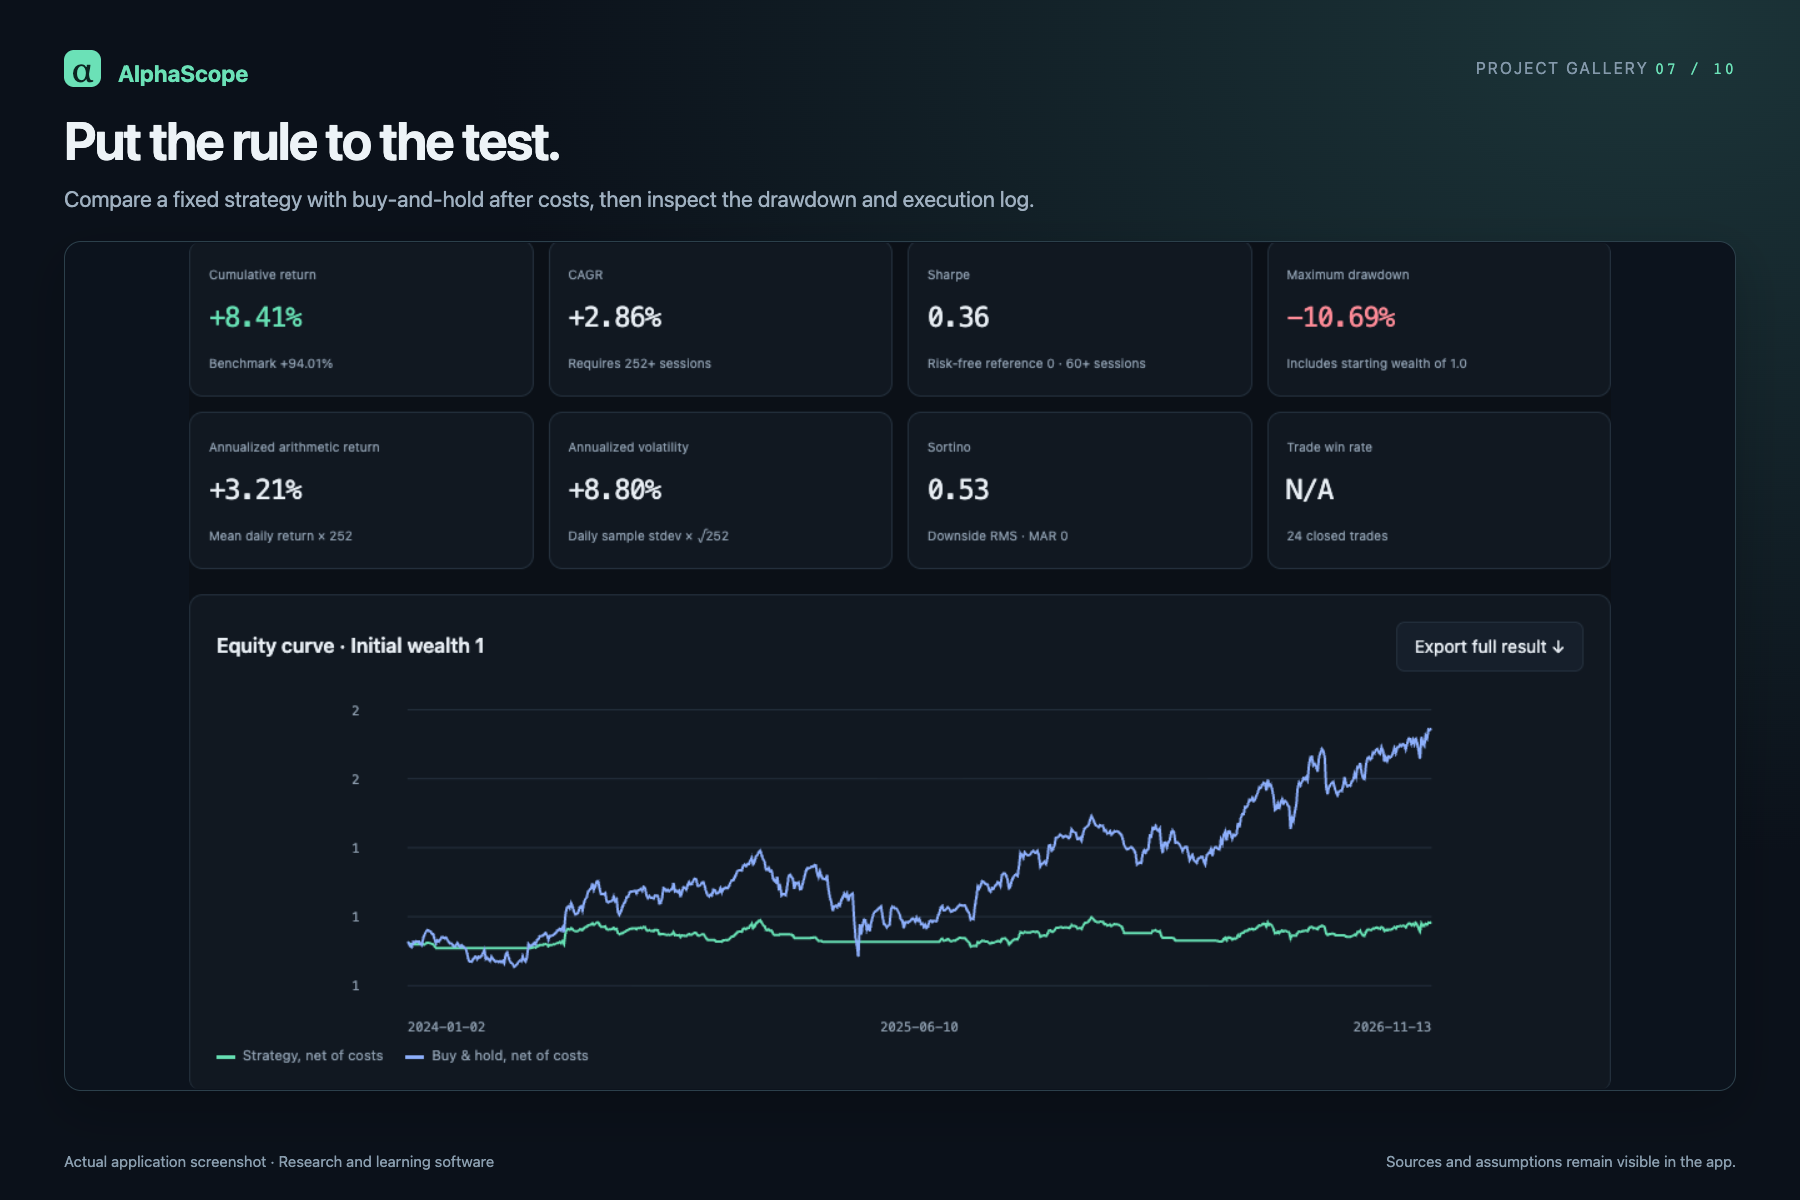 α AlphaScope
PROJECT GALLERY 07 / 10
Put the rule to the test.
Compare a fixed strategy with buy-and-hold after costs, then inspect the drawdown and execution log.
Cumulative return
+8.41%
Benchmark +94.01%
CAGR
+2.86%
Requires 252+ sessions
Sharpe
0.36
Risk-free reference 0 · 60+ sessions
Maximum drawdown
−10.69%
Includes starting wealth of 1.0
Annualized arithmetic return
+3.21%
Mean daily return × 252
Annualized volatility
+8.80%
Daily sample stdev × √252
Sortino
0.53
Downside RMS · MAR 0
Trade win rate
N/A
24 closed trades
Equity curve · Initial wealth 1
Export full result ↓
2
2
1
1
1
2024-01-02 2025-06-10 2026-11-13
Strategy, net of costs Buy & hold, net of costs
Actual application screenshot · Research and learning software
Sources and assumptions remain visible in the app.